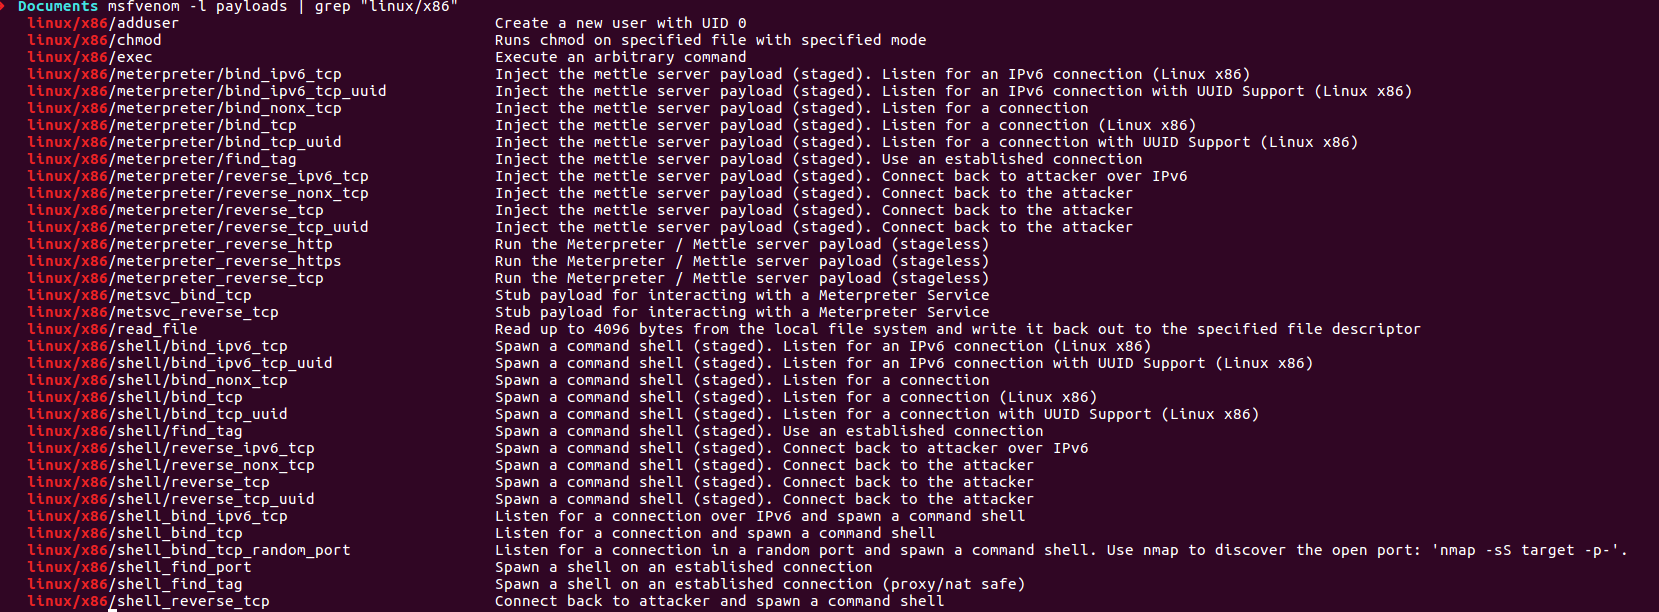 Documents msfvenom -l payloads | grep "linux/x86"
linux/x86/adduser Create a new user with UID 0
linux/x86/chmod Runs chmod on specified file with specified mode
linux/x86/exec Execute an arbitrary command
linux/x86/meterpreter/bind_ipv6_tcp Inject the mettle server payload (staged). Listen for an IPv6 connection (Linux x86)
linux/x86/meterpreter/bind_ipv6_tcp_uuid Inject the mettle server payload (staged). Listen for an IPv6 connection with UUID Support (Linux x86)
linux/x86/meterpreter/bind_nonx_tcp Inject the mettle server payload (staged). Listen for a connection
linux/x86/meterpreter/bind_tcp Inject the mettle server payload (staged). Listen for a connection (Linux x86)
linux/x86/meterpreter/bind_tcp_uuid Inject the mettle server payload (staged). Listen for a connection with UUID Support (Linux x86)
linux/x86/meterpreter/find_tag Inject the mettle server payload (staged). Use an established connection
linux/x86/meterpreter/reverse_ipv6_tcp Inject the mettle server payload (staged). Connect back to attacker over IPv6
linux/x86/meterpreter/reverse_nonx_tcp Inject the mettle server payload (staged). Connect back to the attacker
linux/x86/meterpreter/reverse_tcp Inject the mettle server payload (staged). Connect back to the attacker
linux/x86/meterpreter/reverse_tcp_uuid Inject the mettle server payload (staged). Connect back to the attacker
linux/x86/meterpreter_reverse_http Run the Meterpreter / Mettle server payload (stageless)
linux/x86/meterpreter_reverse_https Run the Meterpreter / Mettle server payload (stageless)
linux/x86/meterpreter_reverse_tcp Run the Meterpreter / Mettle server payload (stageless)
linux/x86/metsvc_bind_tcp Stub payload for interacting with a Meterpreter Service
linux/x86/metsvc_reverse_tcp Stub payload for interacting with a Meterpreter Service
linux/x86/read_file Read up to 4096 bytes from the local file system and write it back out to the specified file descriptor
linux/x86/shell/bind_ipv6_tcp Spawn a command shell (staged). Listen for an IPv6 connection (Linux x86)
linux/x86/shell/bind_ipv6_tcp_uuid Spawn a command shell (staged). Listen for an IPv6 connection with UUID Support (Linux x86)
linux/x86/shell/bind_nonx_tcp Spawn a command shell (staged). Listen for a connection
linux/x86/shell/bind_tcp Spawn a command shell (staged). Listen for a connection (Linux x86)
linux/x86/shell/bind_tcp_uuid Spawn a command shell (staged). Listen for a connection with UUID Support (Linux x86)
linux/x86/shell/find_tag Spawn a command shell (staged). Use an established connection
linux/x86/shell/reverse_ipv6_tcp Spawn a command shell (staged). Connect back to attacker over IPv6
linux/x86/shell/reverse_nonx_tcp Spawn a command shell (staged). Connect back to the attacker
linux/x86/shell/reverse_tcp Spawn a command shell (staged). Connect back to the attacker
linux/x86/shell/reverse_tcp_uuid Spawn a command shell (staged). Connect back to the attacker
linux/x86/shell_bind_ipv6_tcp Listen for a connection over IPv6 and spawn a command shell
linux/x86/shell_bind_tcp Listen for a connection and spawn a command shell
linux/x86/shell_bind_tcp_random_port Listen for a connection in a random port and spawn a command shell. Use nmap to discover the open port: 'nmap -sS target -p-'.
linux/x86/shell_find_port Spawn a shell on an established connection
linux/x86/shell_find_tag Spawn a shell on an established connection (proxy/nat safe)
linux/x86/shell_reverse_tcp Connect back to attacker and spawn a command shell